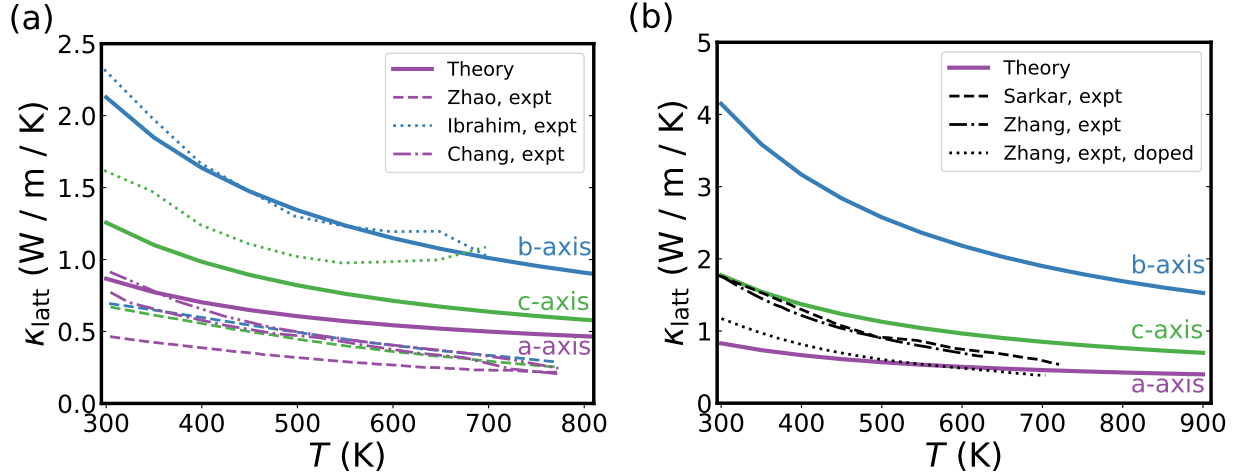 (a)
2.5
2.0
1.5
1.0
0.5
0.0
κlatt (W / m / K)
Theory
Zhao, expt
Ibrahim, expt
Chang, expt
b-axis
c-axis
a-axis
300 400 500 600 700 800
T (K)
(b)
5
4
3
2
1
0
κlatt (W / m / K)
Theory
Sarkar, expt
Zhang, expt
Zhang, expt, doped
b-axis
c-axis
a-axis
300 400 500 600 700 800 900
T (K)